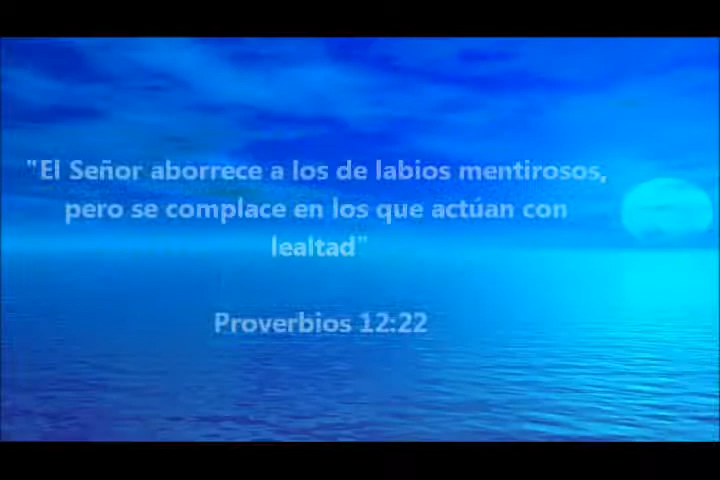 "El Señor aborrece a los de labios mentirosos,
pero se complace en los que actúan con
lealtad"
Proverbios 12:22